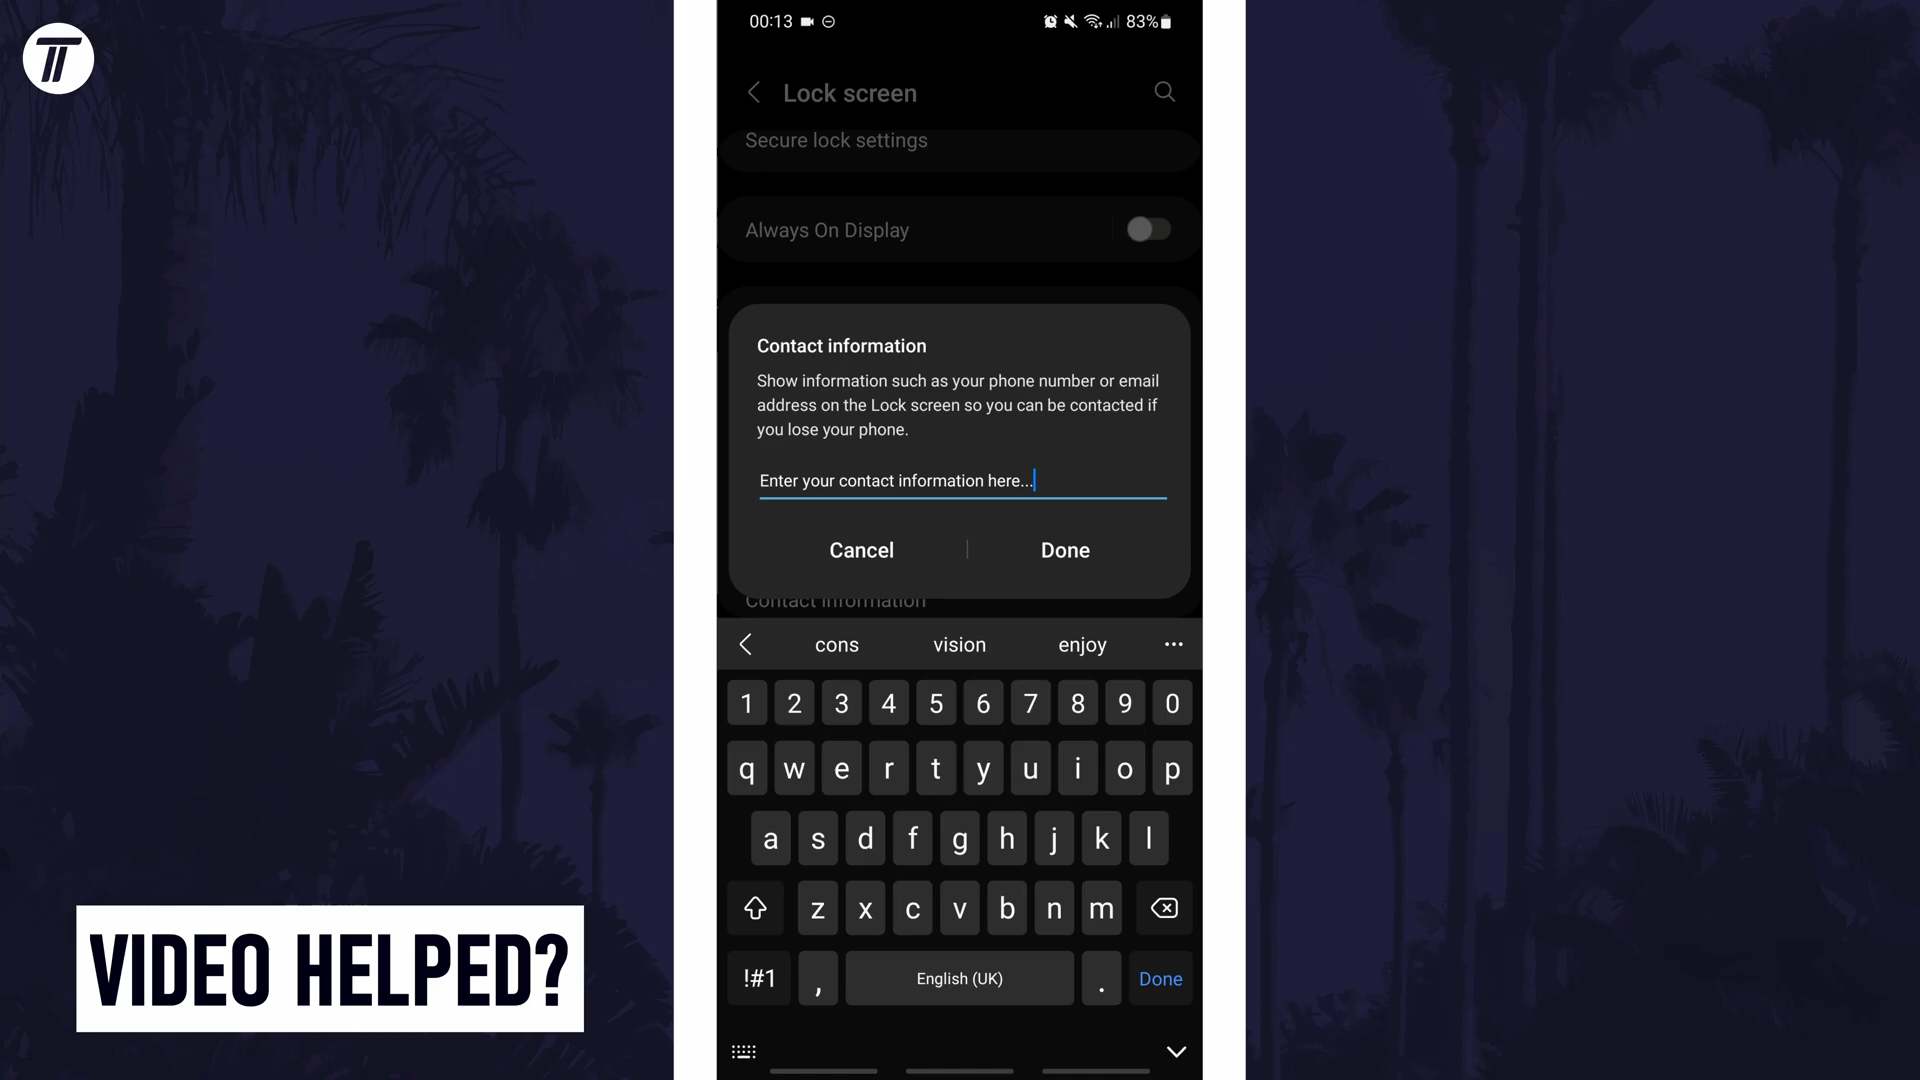 00:13
83%
Lock screen
Secure lock settings
Always On Display
Contact information
Show information such as your phone number or email
address on the Lock screen so you can be contacted if
you lose your phone.
Enter your contact information here...
Cancel
Done
Contact information
cons vision enjoy
1 2 3 4 5 6 7 8 9 0
q w e r t y u i o p
a s d f g h j k l
z x c v b n m
!#1 , English (UK) . Done
VIDEO HELPED?